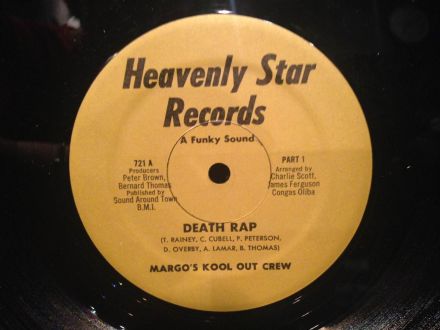 Heavenly Star
Records
A Funky Sound
721 A
Producers
Peter Brown,
Bernard Thomas
Published by
Sound Around Town
B.M.I.
PART 1
Arranged by
Charlie Scott,
James Ferguson
Congas Oliba
DEATH RAP
(T. RAINEY, C. CUBELL, P. PETERSON,
D. OVERBY, A. LAMAR, B. THOMAS)
MARGO'S KOOL OUT CREW